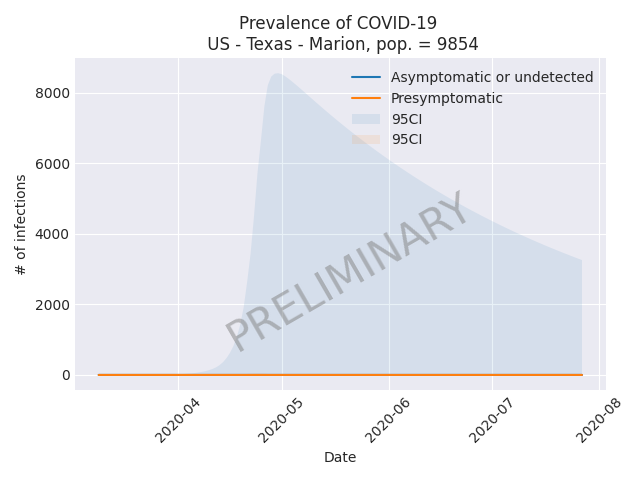 Prevalence of COVID-19
US - Texas - Marion, pop. = 9854
Asymptomatic or undetected
Presymptomatic
95CI
95CI
8000
6000
4000
2000
0
# of infections
PRELIMINARY
2020-04
2020-05
2020-06
2020-07
2020-08
Date